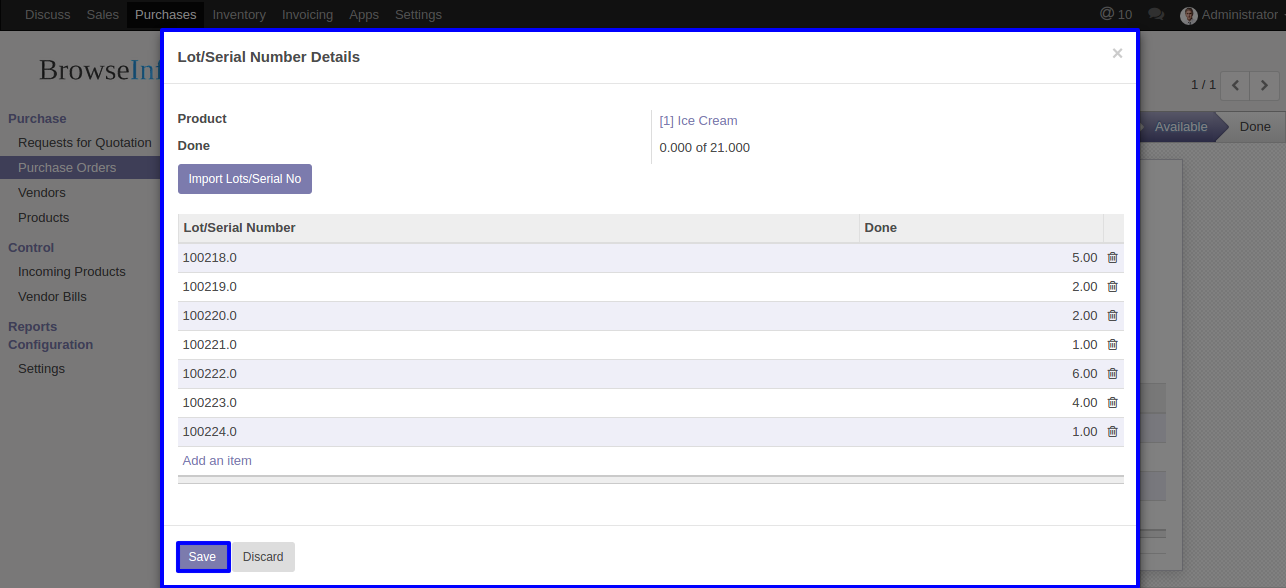 Discuss Sales Purchases Inventory Invoicing Apps Settings @ 10 Administrator
BrowseInf
1 / 1
Purchase
Requests for Quotation
Purchase Orders
Vendors
Products
Control
Incoming Products
Vendor Bills
Reports
Configuration
Settings
Available Done
Lot/Serial Number Details ×
Product [1] Ice Cream
Done 0.000 of 21.000
Import Lots/Serial No
Lot/Serial Number Done
100218.0 5.00
100219.0 2.00
100220.0 2.00
100221.0 1.00
100222.0 6.00
100223.0 4.00
100224.0 1.00
Add an item
Save Discard